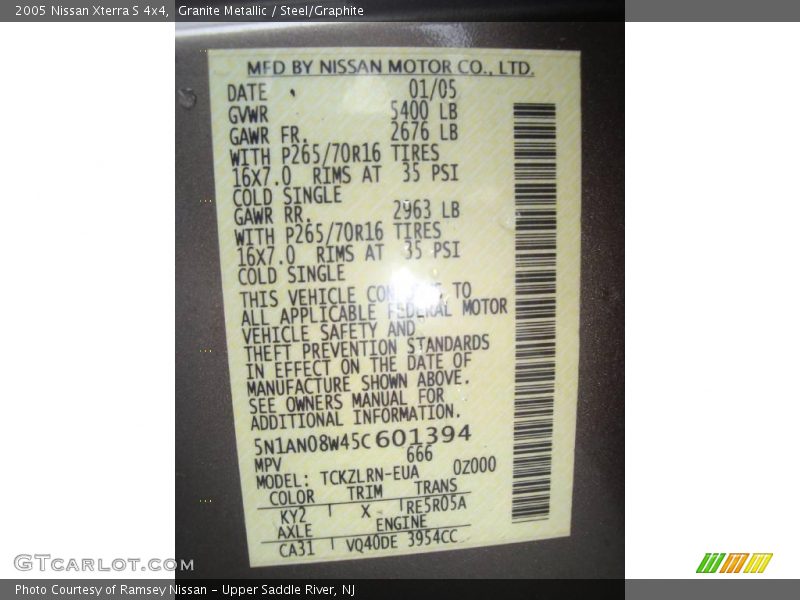 2005 Nissan Xterra S 4x4, Granite Metallic / Steel/Graphite
MFD BY NISSAN MOTOR CO., LTD.
DATE 01/05
GVWR 5400 LB
GAWR FR. 2676 LB
WITH P265/70R16 TIRES
16X7.0 RIMS AT 35 PSI
COLD SINGLE
GAWR RR. 2963 LB
WITH P265/70R16 TIRES
16X7.0 RIMS AT 35 PSI
COLD SINGLE
THIS VEHICLE TO
ALL APPLICABLE FEDERAL MOTOR
VEHICLE SAFETY AND
THEFT PREVENTION STANDARDS
IN EFFECT ON THE DATE OF
MANUFACTURE SHOWN ABOVE.
SEE OWNERS MANUAL FOR
ADDITIONAL INFORMATION.
5N1AN08W45C601394
MPV 666
MODEL: TCKZLRN-EUA 0Z000
COLOR TRIM TRANS
KY2 X RE5R05A
AXLE ENGINE
CA31 VQ40DE 3954CC
GTCarLot.com
Photo Courtesy of Ramsey Nissan - Upper Saddle River, NJ